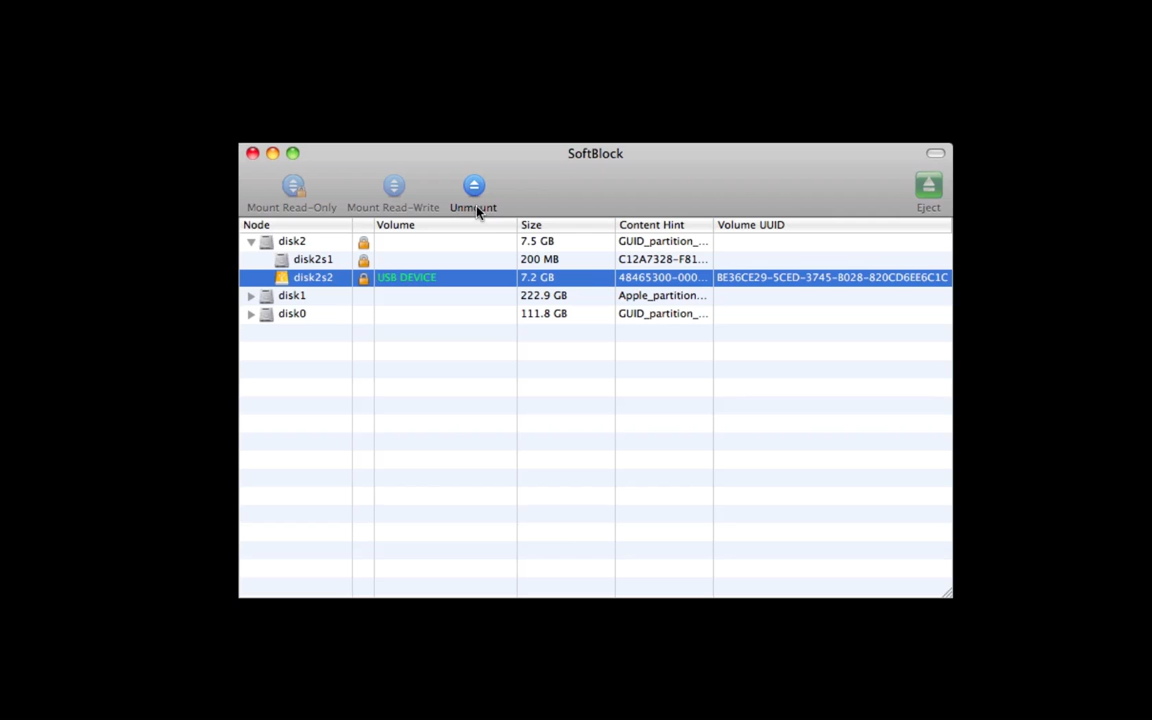 SoftBlock
Mount Read-Only Mount Read-Write Unmount Eject
Node Volume Size Content Hint Volume UUID
disk2 7.5 GB GUID_partition_...
disk2s1 200 MB C12A7328-F81...
disk2s2 USB DEVICE 7.2 GB 48465300-000... BE36CE29-5CED-3745-B028-820CD6EE6C1C
disk1 222.9 GB Apple_partition...
disk0 111.8 GB GUID_partition_...